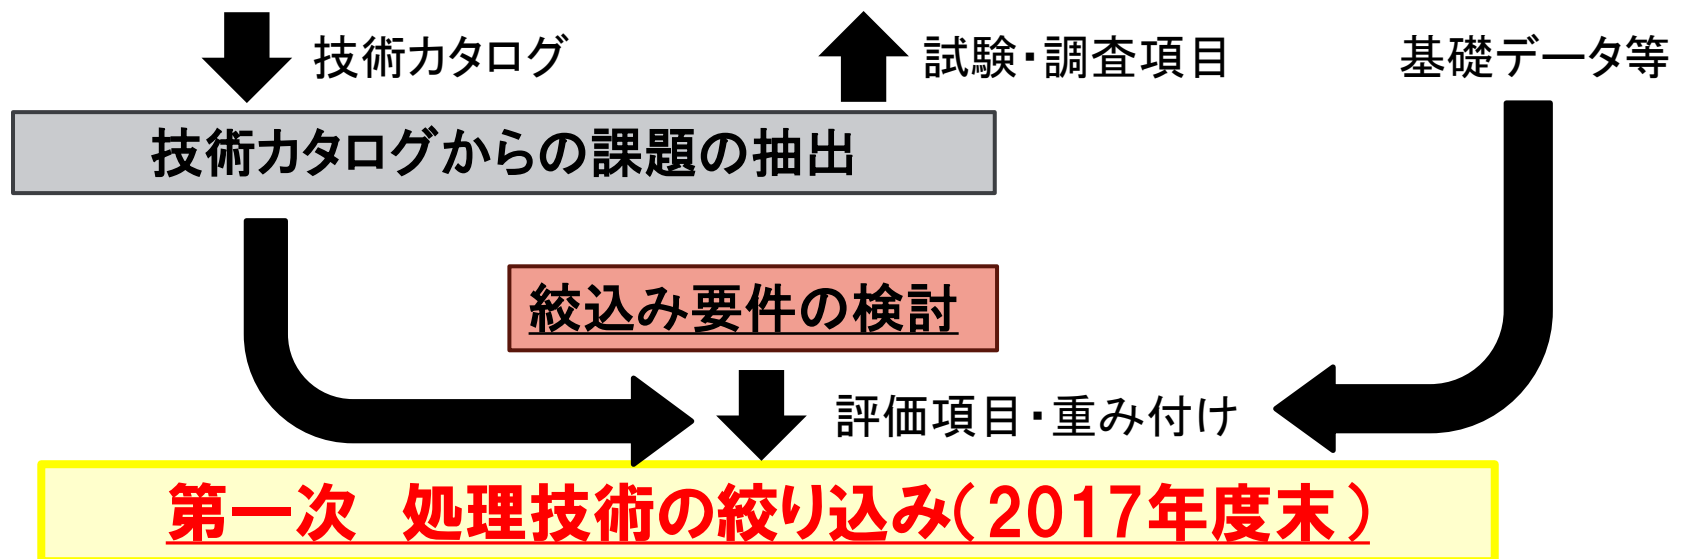 技術カタログ
試験・調査項目
基礎データ等
技術カタログからの課題の抽出
絞込み要件の検討
評価項目・重み付け
第一次　処理技術の絞り込み(2017年度末)